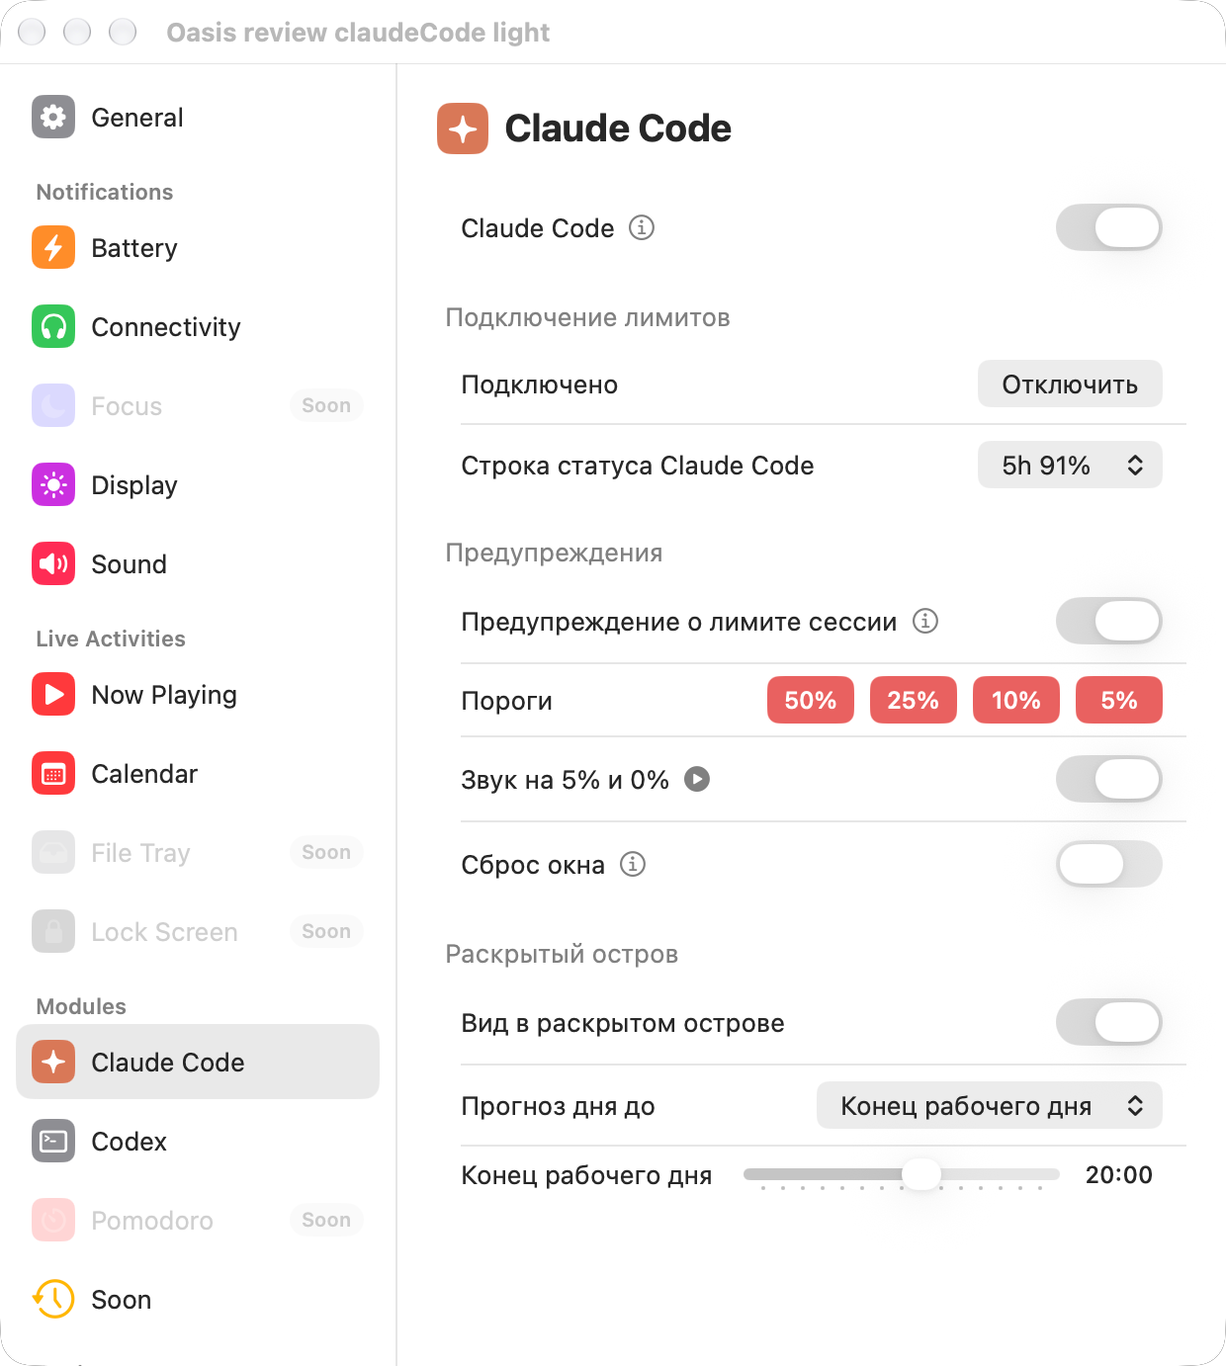 Oasis review claudeCode light
General
Notifications
Battery
Connectivity
Focus Soon
Display
Sound
Live Activities
Now Playing
Calendar
File Tray Soon
Lock Screen Soon
Modules
Claude Code
Codex
Pomodoro Soon
Soon
Claude Code
Claude Code
Подключение лимитов
Подключено Отключить
Строка статуса Claude Code 5h 91%
Предупреждения
Предупреждение о лимите сессии
Пороги 50% 25% 10% 5%
Звук на 5% и 0%
Сброс окна
Раскрытый остров
Вид в раскрытом острове
Прогноз дня до Конец рабочего дня
Конец рабочего дня 20:00